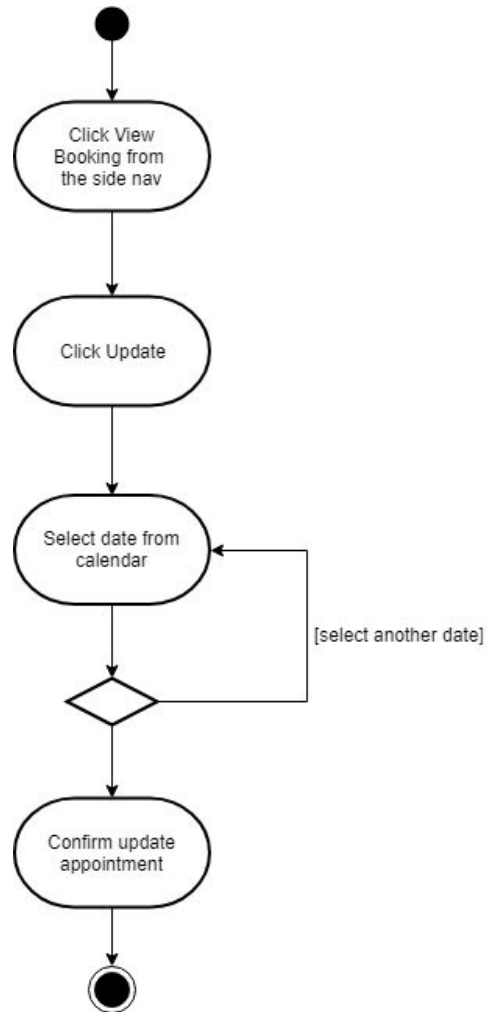 Click View
Booking from
the side nav
Click Update
Select date from
calendar
[select another date]
Confirm update
appointment